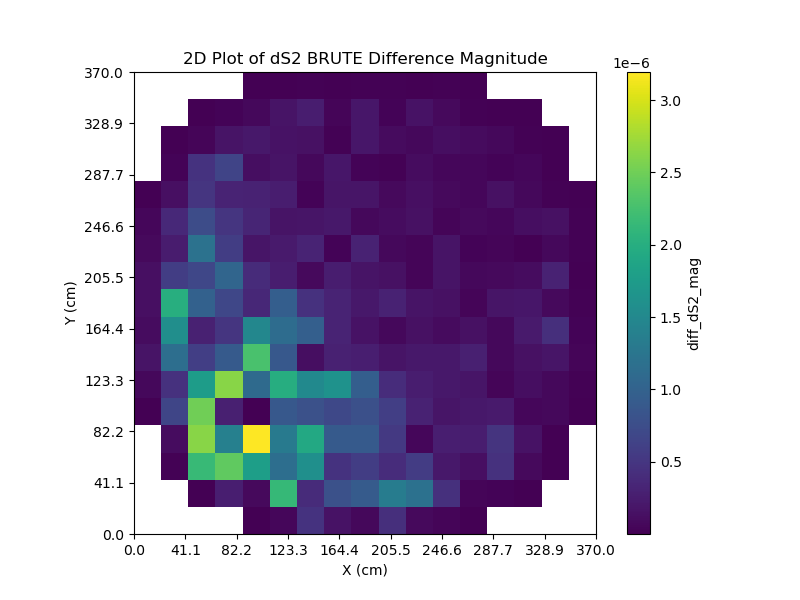 2D Plot of dS2 BRUTE Difference Magnitude
1e−6
370.0
328.9
287.7
246.6
205.5
164.4
123.3
82.2
41.1
0.0
Y (cm)
0.0 41.1 82.2 123.3 164.4 205.5 246.6 287.7 328.9 370.0
X (cm)
3.0
2.5
2.0
1.5
1.0
0.5
diff_dS2_mag